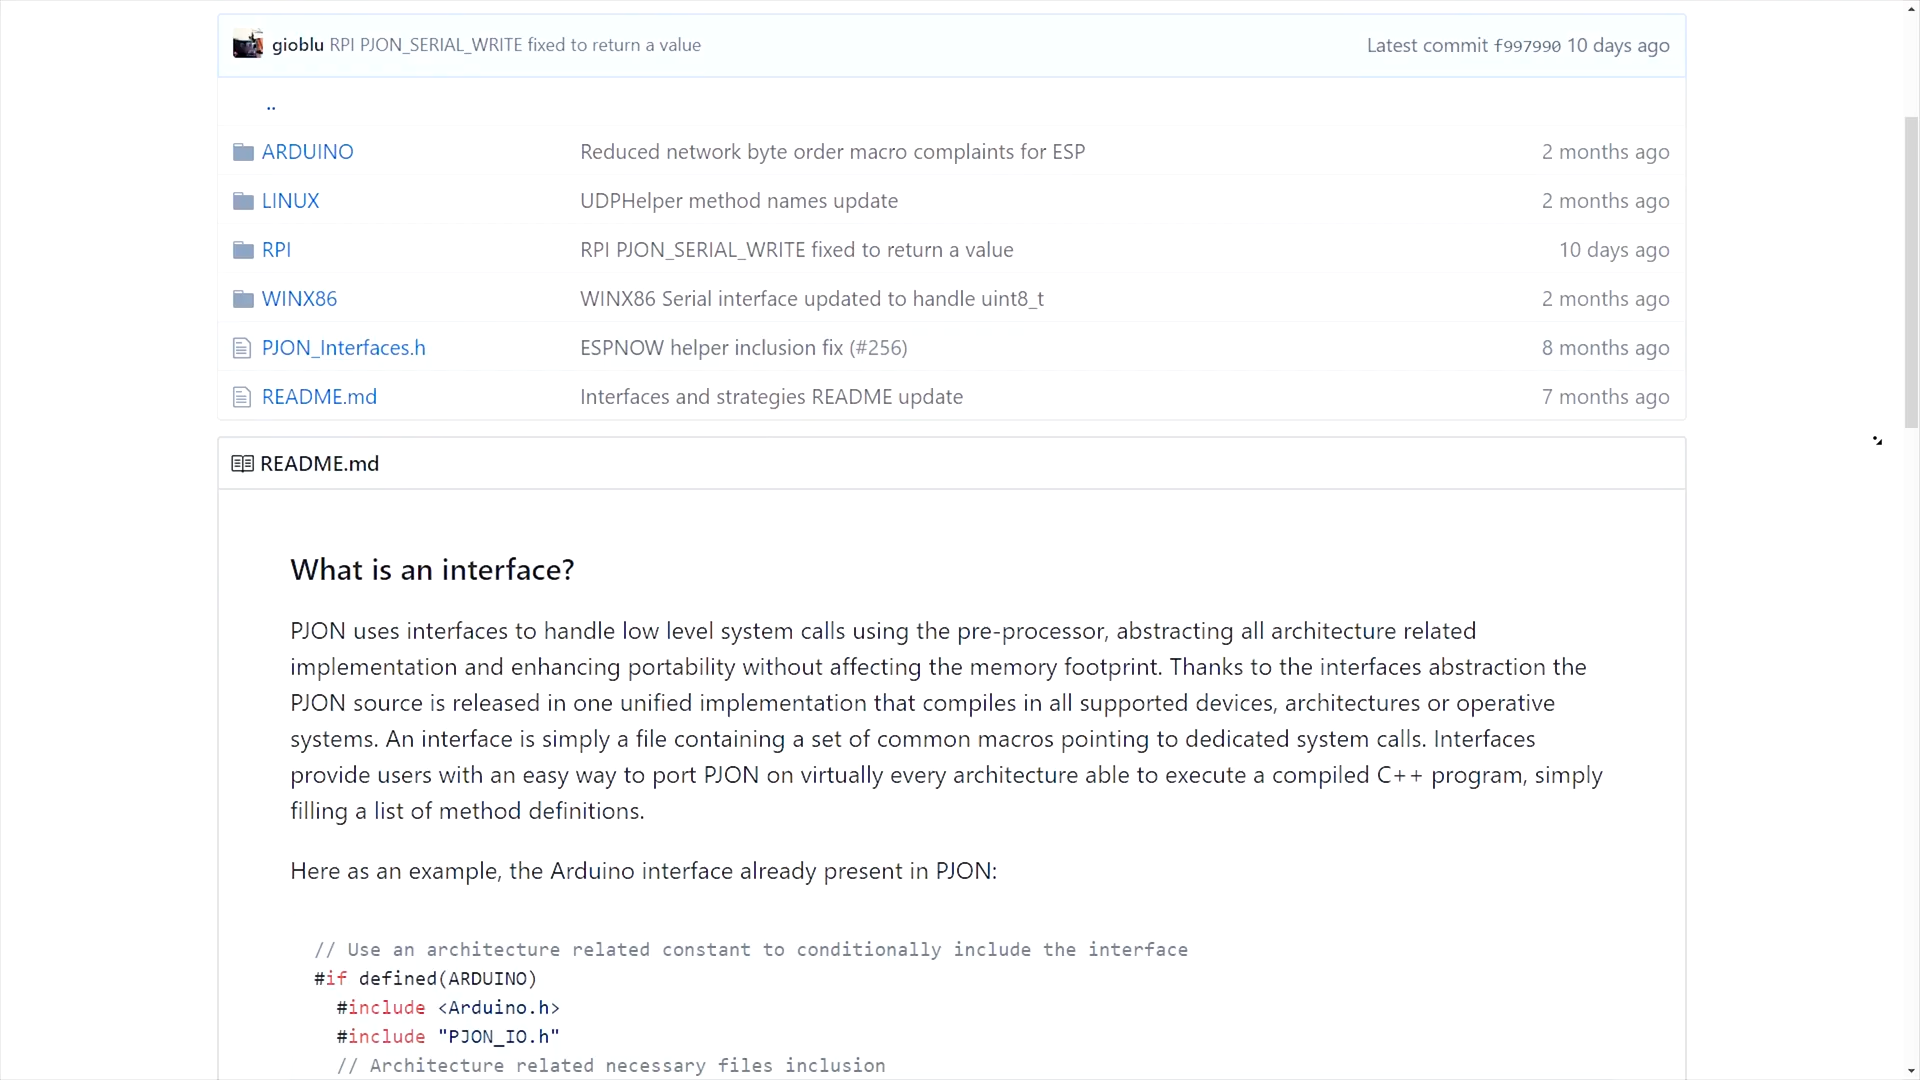 gioblu RPI PJON_SERIAL_WRITE fixed to return a value Latest commit f997990 10 days ago
..
ARDUINO Reduced network byte order macro complaints for ESP 2 months ago
LINUX UDPHelper method names update 2 months ago
RPI RPI PJON_SERIAL_WRITE fixed to return a value 10 days ago
WINX86 WINX86 Serial interface updated to handle uint8_t 2 months ago
PJON_Interfaces.h ESPNOW helper inclusion fix (#256) 8 months ago
README.md Interfaces and strategies README update 7 months ago
README.md
What is an interface?
PJON uses interfaces to handle low level system calls using the pre-processor, abstracting all architecture related
implementation and enhancing portability without affecting the memory footprint. Thanks to the interfaces abstraction the
PJON source is released in one unified implementation that compiles in all supported devices, architectures or operative
systems. An interface is simply a file containing a set of common macros pointing to dedicated system calls. Interfaces
provide users with an easy way to port PJON on virtually every architecture able to execute a compiled C++ program, simply
filling a list of method definitions.
Here as an example, the Arduino interface already present in PJON:
// Use an architecture related constant to conditionally include the interface
#if defined(ARDUINO)
#include <Arduino.h>
#include "PJON_IO.h"
// Architecture related necessary files inclusion